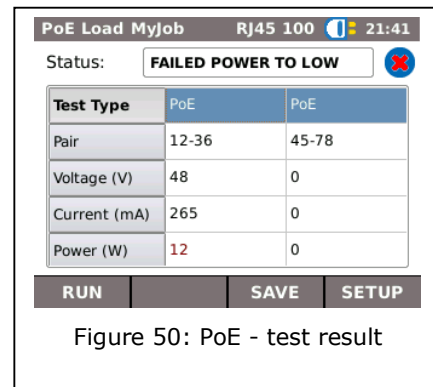 PoE Load MyJob RJ45 100 21:41
Status: FAILED POWER TO LOW
Test Type PoE PoE
Pair 12-36 45-78
Voltage (V) 48 0
Current (mA) 265 0
Power (W) 12 0
RUN SAVE SETUP
Figure 50: PoE - test result